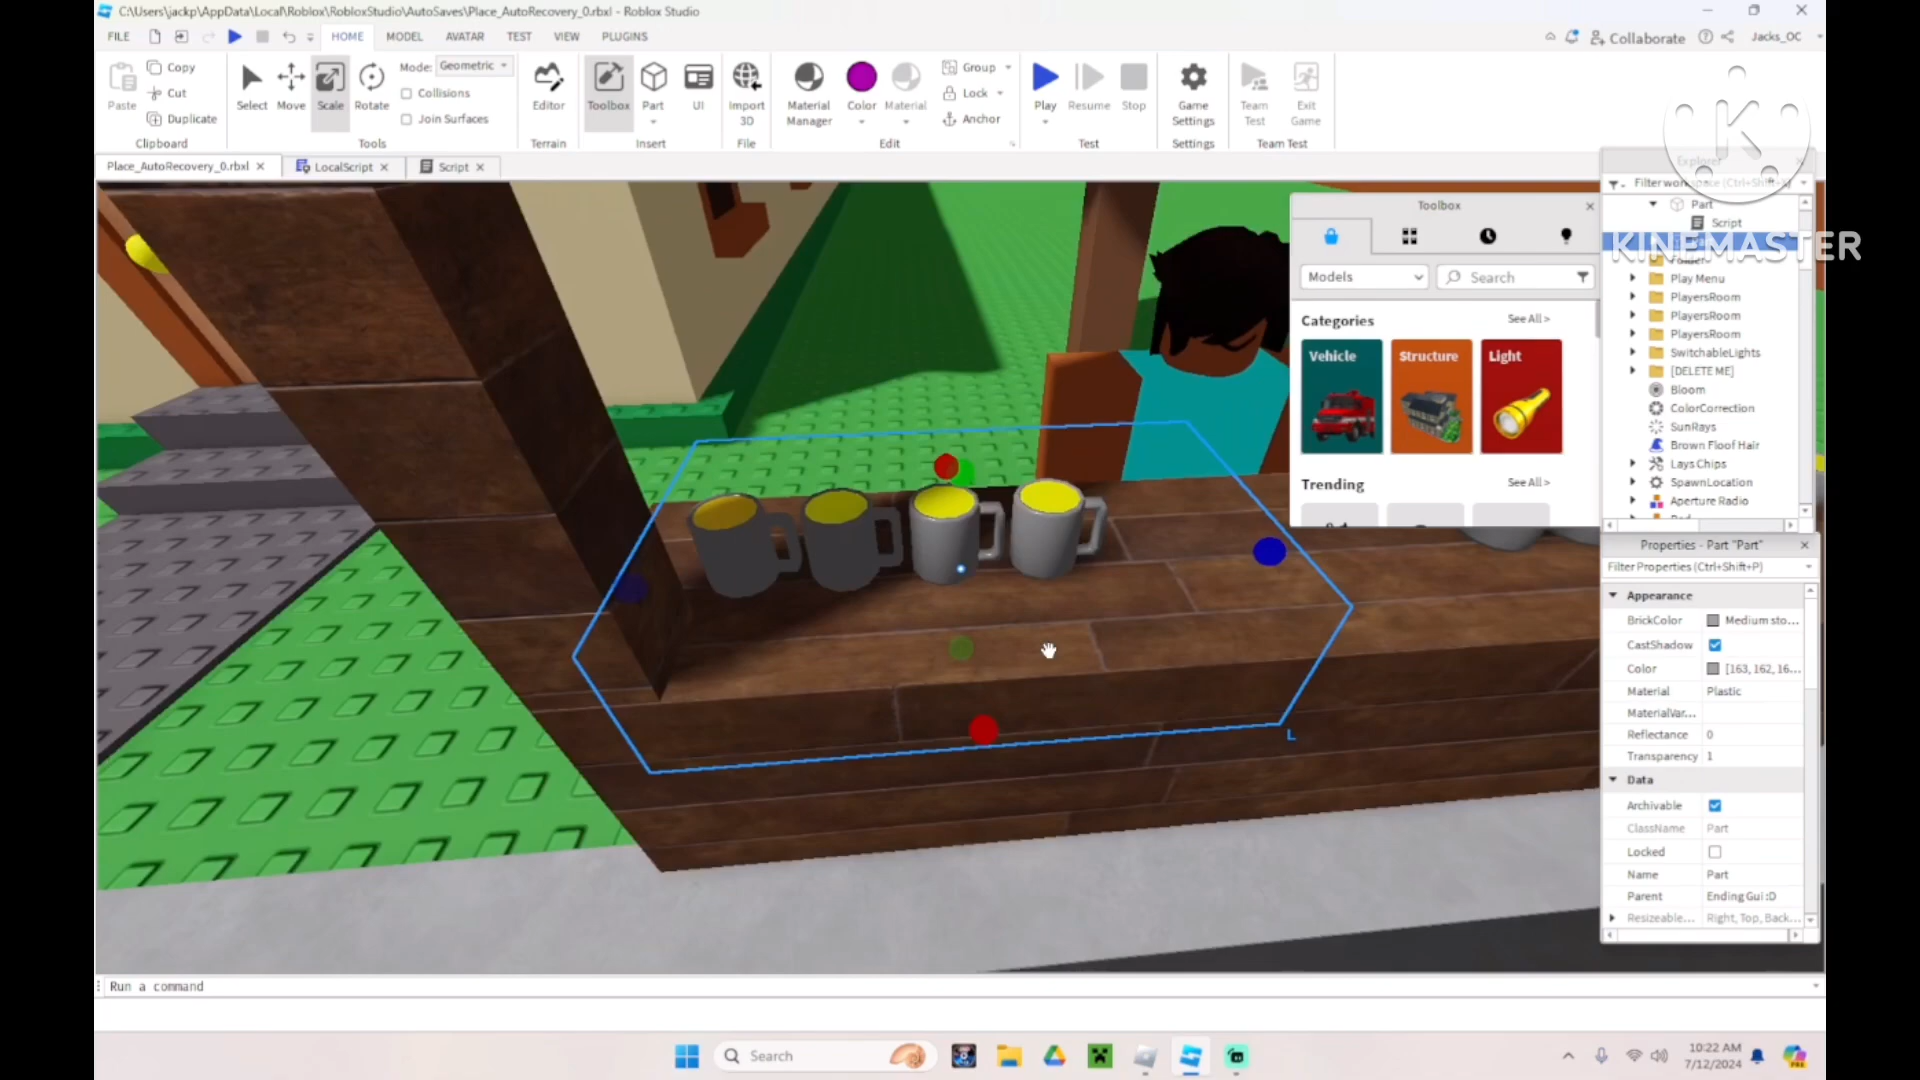 C:\Users\jackp\AppData\Local\Roblox\RobloxStudio\AutoSaves\Place_AutoRecovery_0.rbxl - Roblox Studio
FILE HOME MODEL AVATAR TEST VIEW PLUGINS Collaborate Jacks_OC
Paste Copy Cut Duplicate Clipboard
Select Move Scale Rotate Mode: Geometric Collisions Join Surfaces Tools
Editor Terrain
Toolbox Part UI Insert
Import 3D File
Material Manager Color Material Group Lock Anchor Edit
Play Resume Stop Test
Game Settings Settings
Team Test Exit Game Team Test
K
KINEMASTER
Place_AutoRecovery_0.rbxl LocalScript Script
Toolbox
Models Search
Categories See All >
Vehicle Structure Light
Trending See All >
Explorer
Filter workspace (Ctrl+Shift+X)
Part
Script
Folder
Play Menu
PlayersRoom
PlayersRoom
PlayersRoom
SwitchableLights
[DELETE ME]
Bloom
ColorCorrection
SunRays
Brown Floof Hair
Lays Chips
SpawnLocation
Aperture Radio
Properties - Part "Part"
Filter Properties (Ctrl+Shift+P)
Appearance
BrickColor Medium sto...
CastShadow
Color [163, 162, 16...
Material Plastic
MaterialVar...
Reflectance 0
Transparency 1
Data
Archivable
ClassName Part
Locked
Name Part
Parent Ending Gui :D
Resizeable... Right, Top, Back...
L
Run a command
Search
10:22 AM
7/12/2024